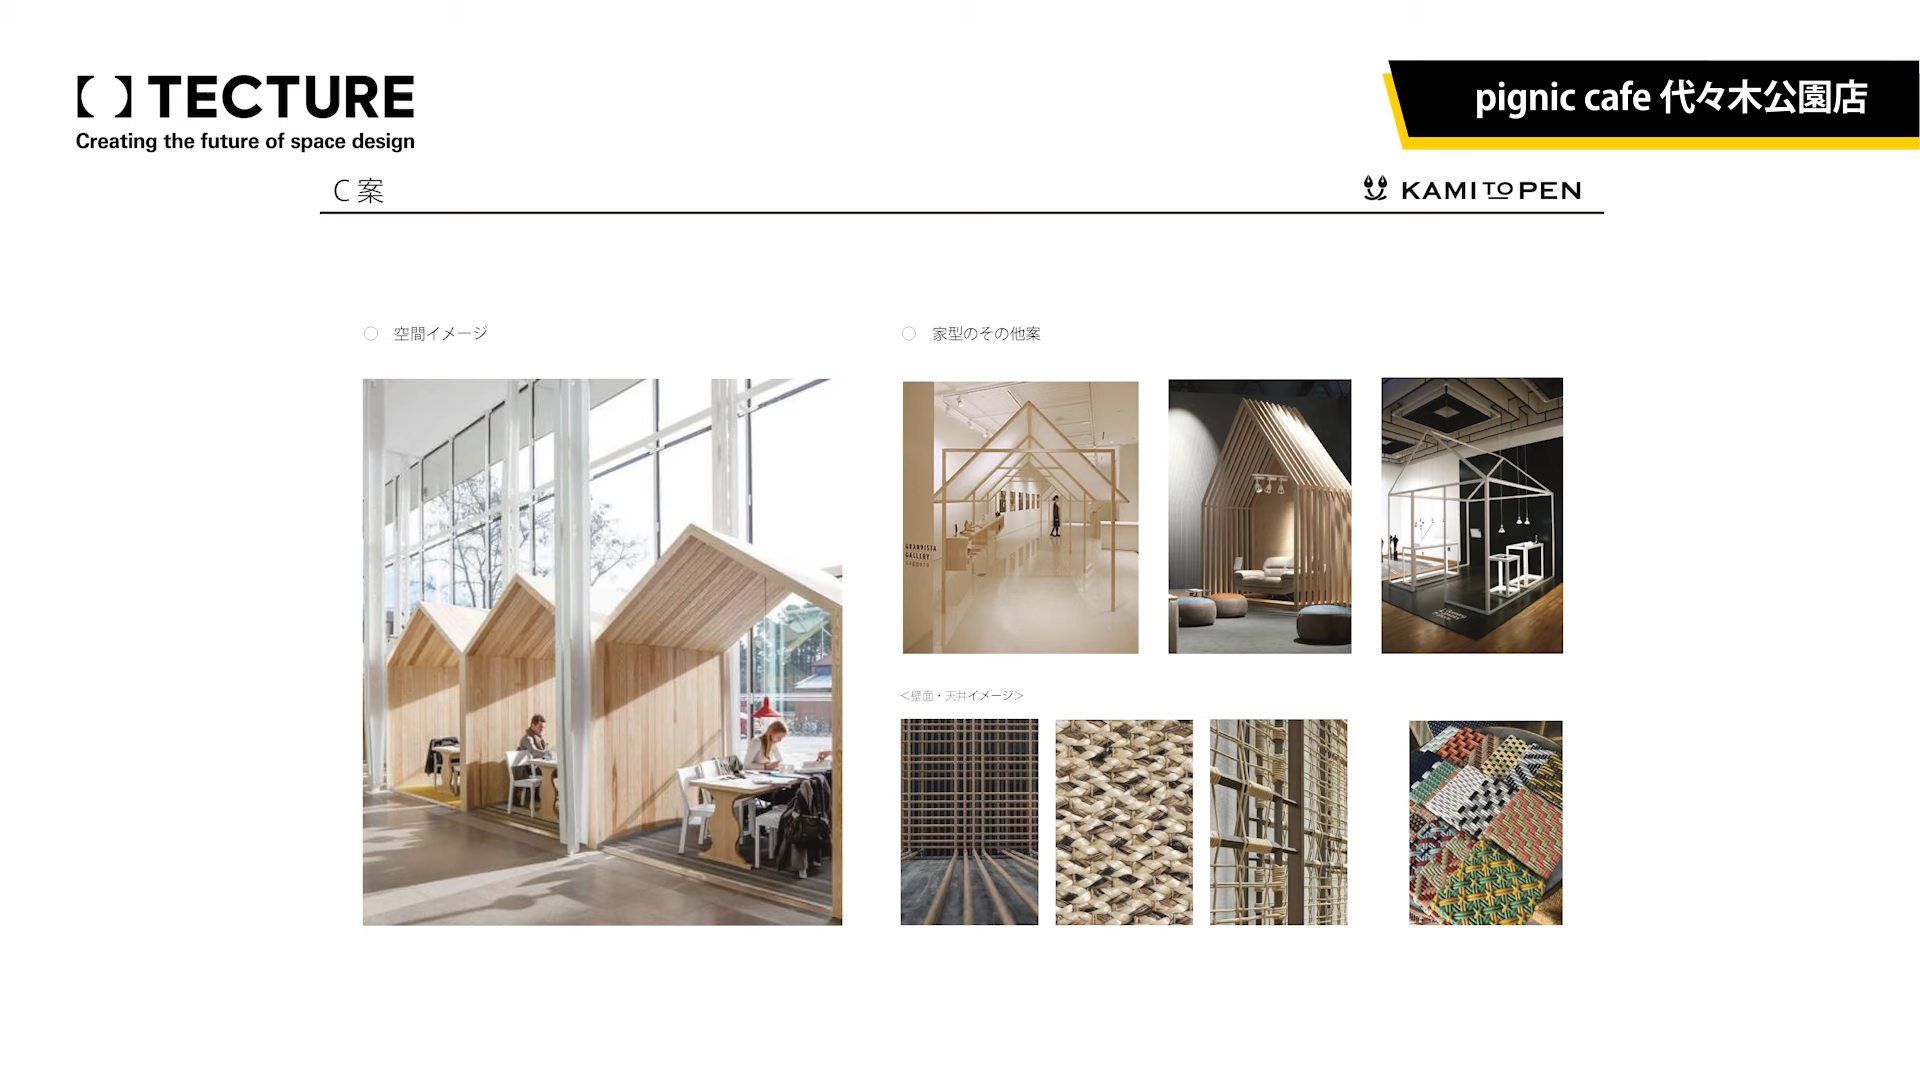 TECTURE
Creating the future of space design
pignic cafe 代々木公園店
C 案
KAMI TO PEN
空間イメージ
家型のその他案
GRANVISTA
GALLERY
＜壁面・天井イメージ＞